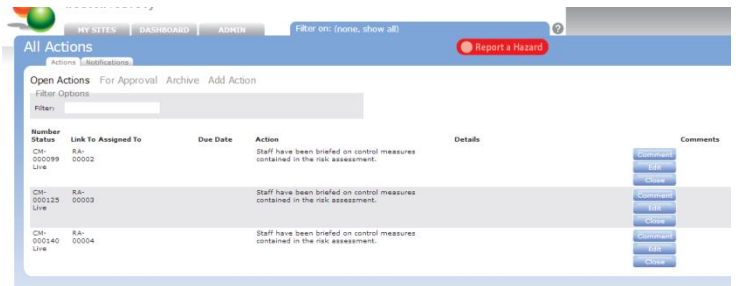 MY SITES DASHBOARD ADMIN Filter on: (none, show all) ?
All Actions Report a Hazard
Actions Notifications
Open Actions For Approval Archive Add Action
Filter Options
Filter:
Number
Status Link To Assigned To Due Date Action Details Comments
CM- RA- Staff have been briefed on control measures Comment
000099 00002 contained in the risk assessment.
Live Edit
Close
CM- RA- Staff have been briefed on control measures Comment
000125 00003 contained in the risk assessment.
Live Edit
Close
CM- RA- Staff have been briefed on control measures Comment
000140 00004 contained in the risk assessment.
Live Edit
Close